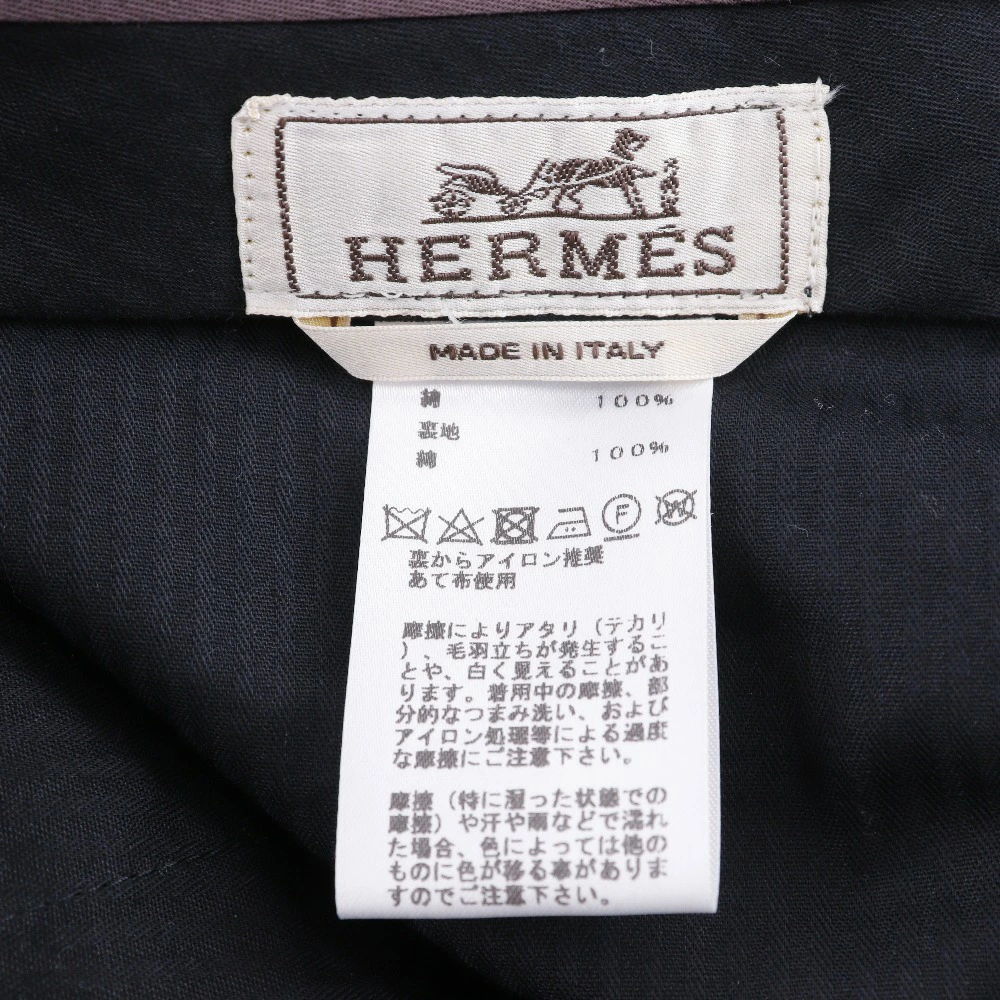 HERMÈS
MADE IN ITALY
綿 100%
裏地
綿 100%
F
W
裏からアイロン推奨
あて布使用
摩擦によりアタリ（テカリ
）、毛羽立ちが発生するこ
とや、白く見えることがあ
ります。着用中の摩擦、部
分的なつまみ洗い、および
アイロン処理等による過度
な摩擦にご注意下さい。
摩擦（特に湿った状態での
摩擦）や汗や雨などで濡れ
た場合、色によっては他の
ものに色が移る事がありま
すのでご注意下さい。